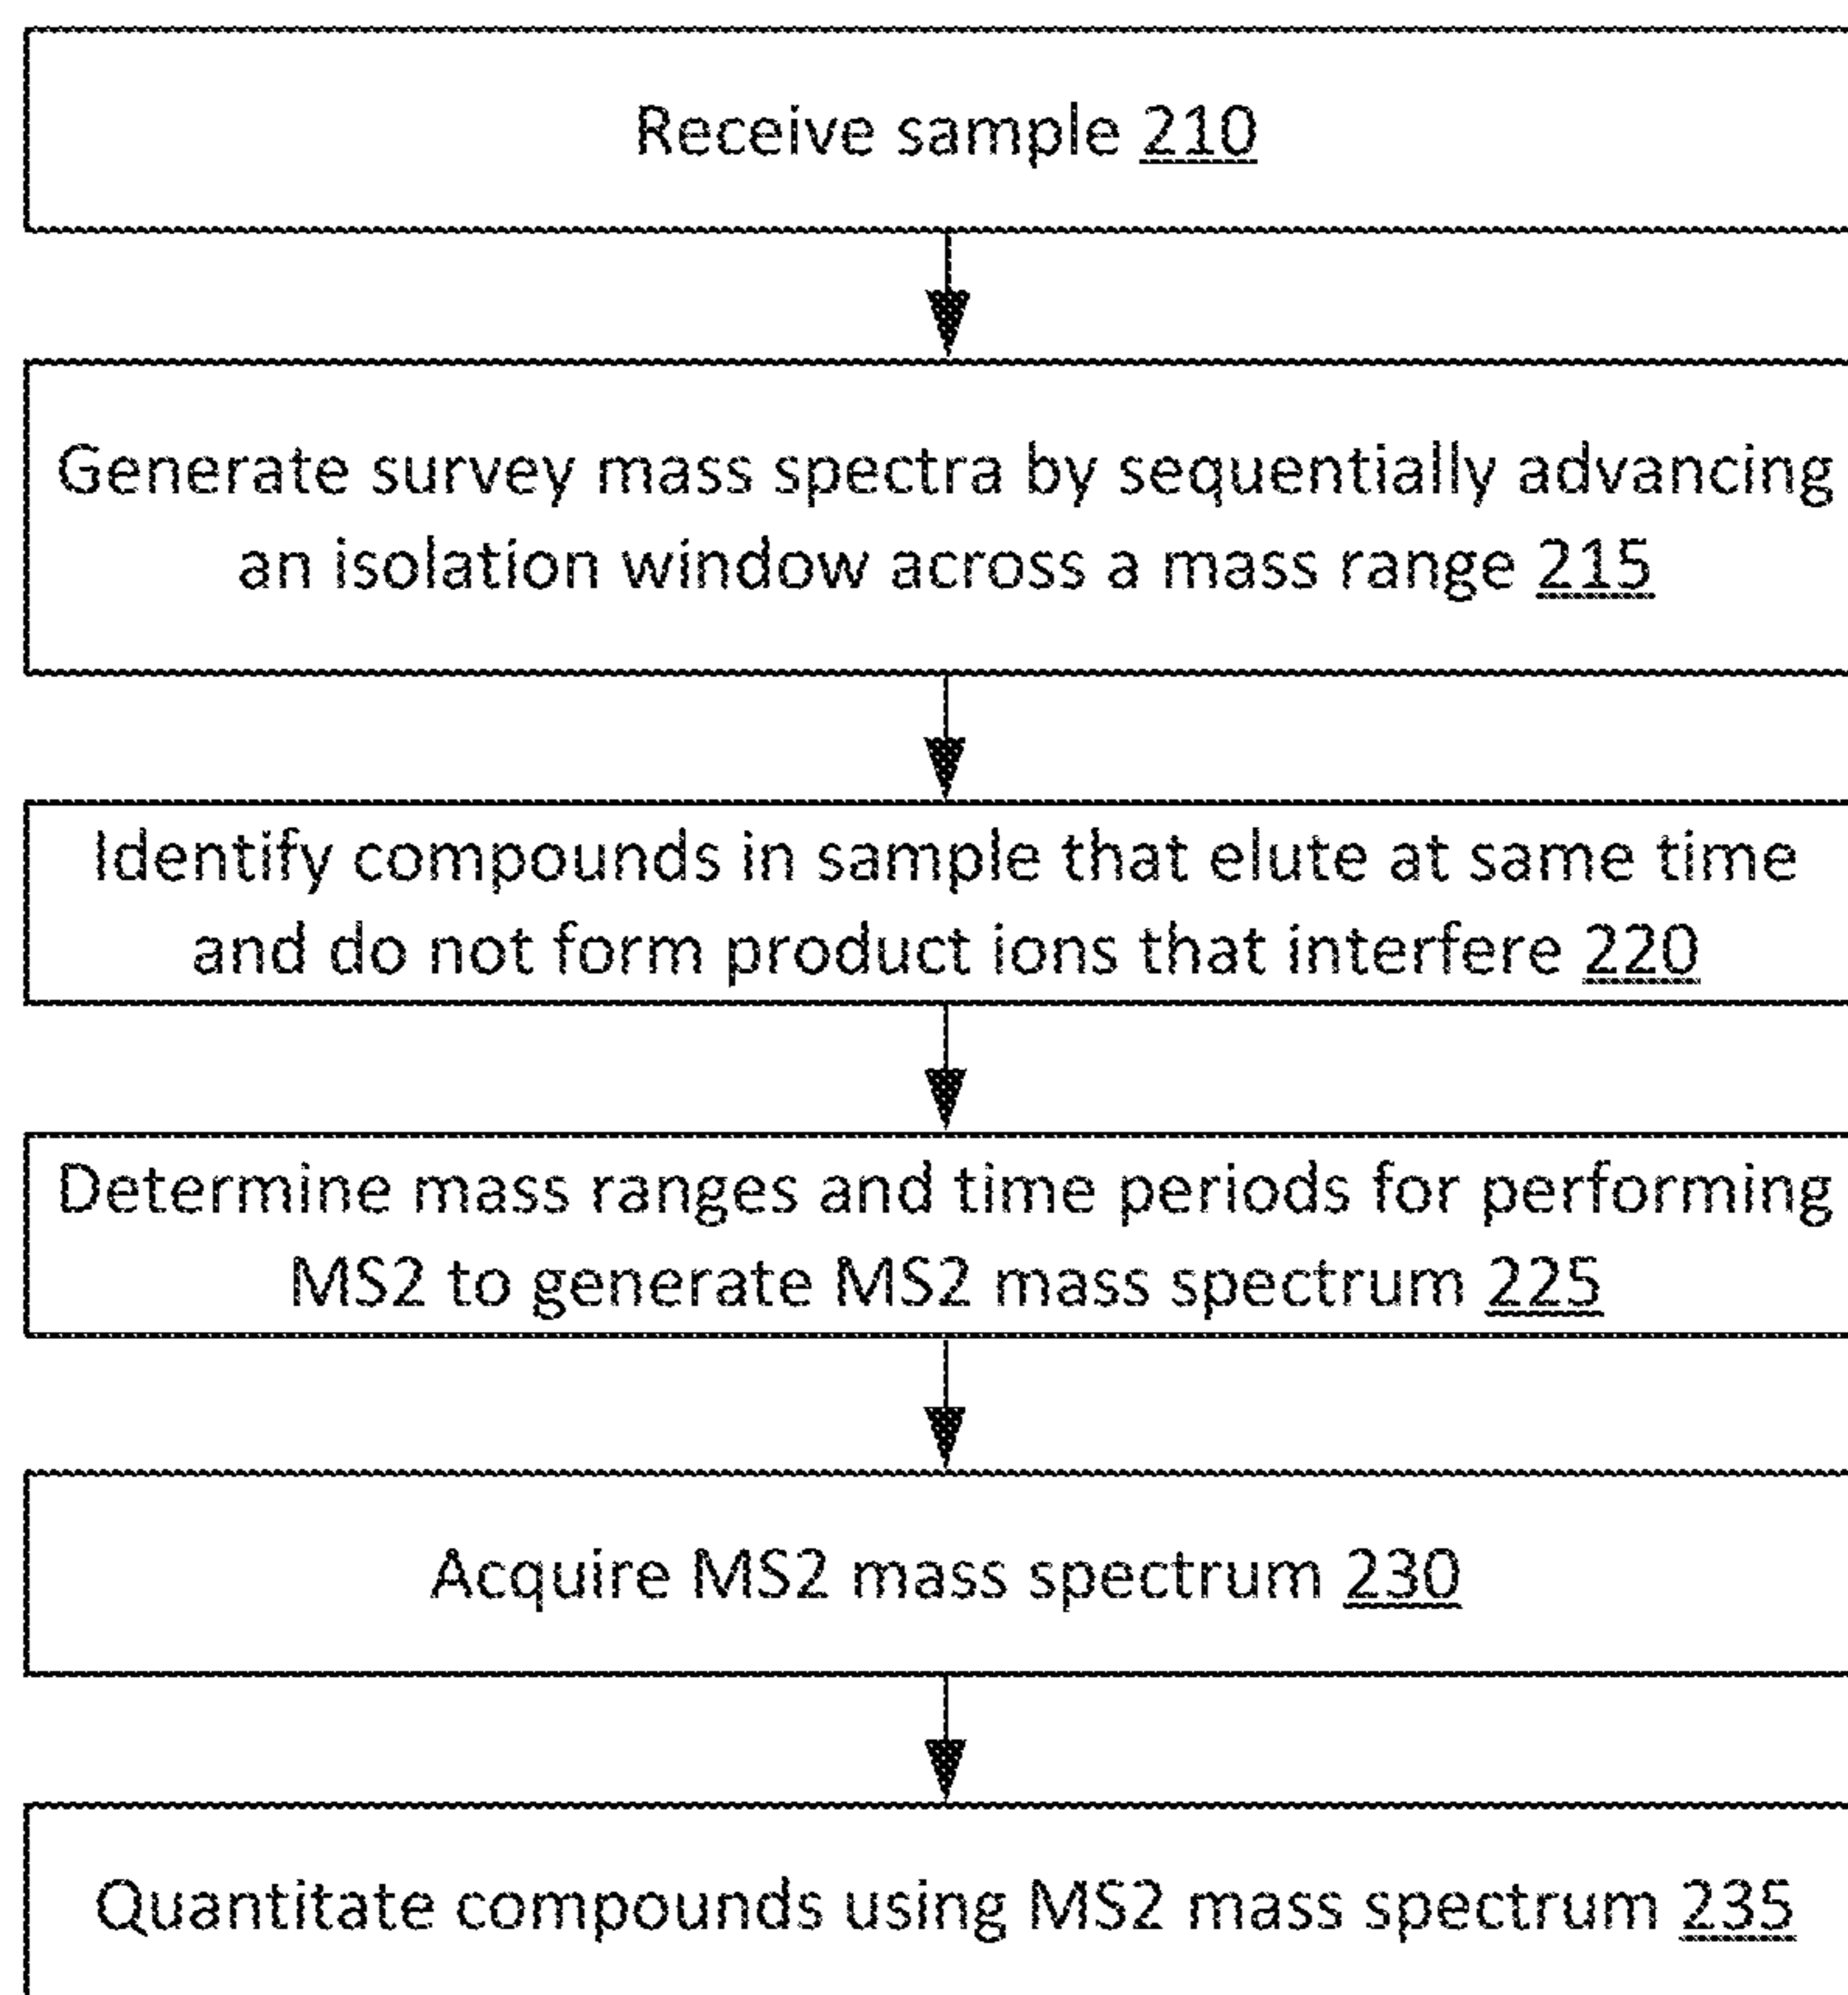 Receive sample 210
Generate survey mass spectra by sequentially advancing
an isolation window across a mass range 215
Identify compounds in sample that elute at same time
and do not form product ions that interfere 220
Determine mass ranges and time periods for performing
MS2 to generate MS2 mass spectrum 225
Acquire MS2 mass spectrum 230
Quantitate compounds using MS2 mass spectrum 235